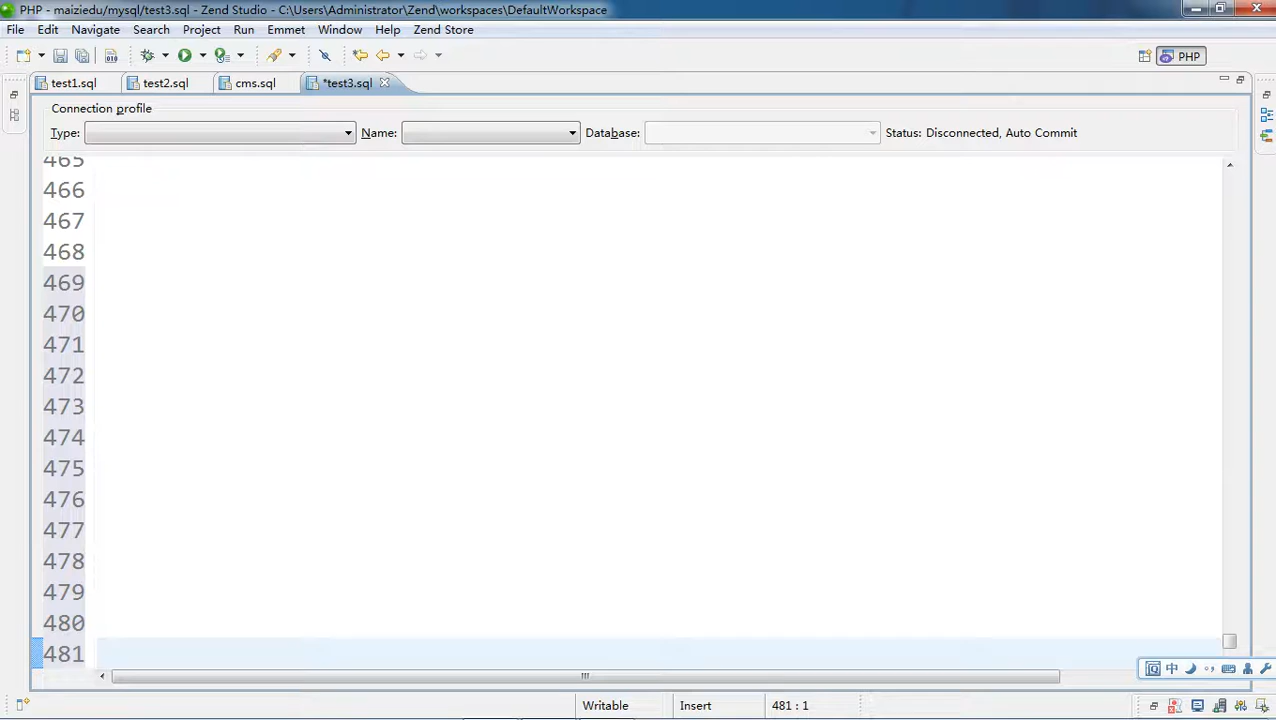 PHP - maiziedu/mysql/test3.sql - Zend Studio - C:\Users\Administrator\Zend\workspaces\DefaultWorkspace
File Edit Navigate Search Project Run Emmet Window Help Zend Store
PHP
test1.sql test2.sql cms.sql *test3.sql
Connection profile
Type: Name: Database: Status: Disconnected, Auto Commit
465
466
467
468
469
470
471
472
473
474
475
476
477
478
479
480
481
中
Writable Insert 481 : 1